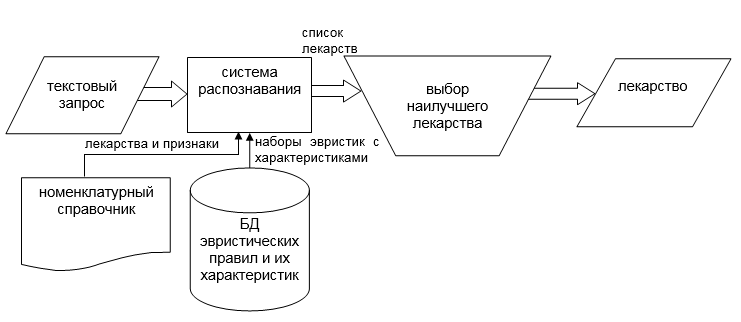 список
лекарств
текстовый
запрос
система
распознавания
выбор
наилучшего
лекарства
лекарство
лекарства и признаки
наборы эвристик с
характеристиками
номенклатурный
справочник
БД
эвристических
правил и их
характеристик